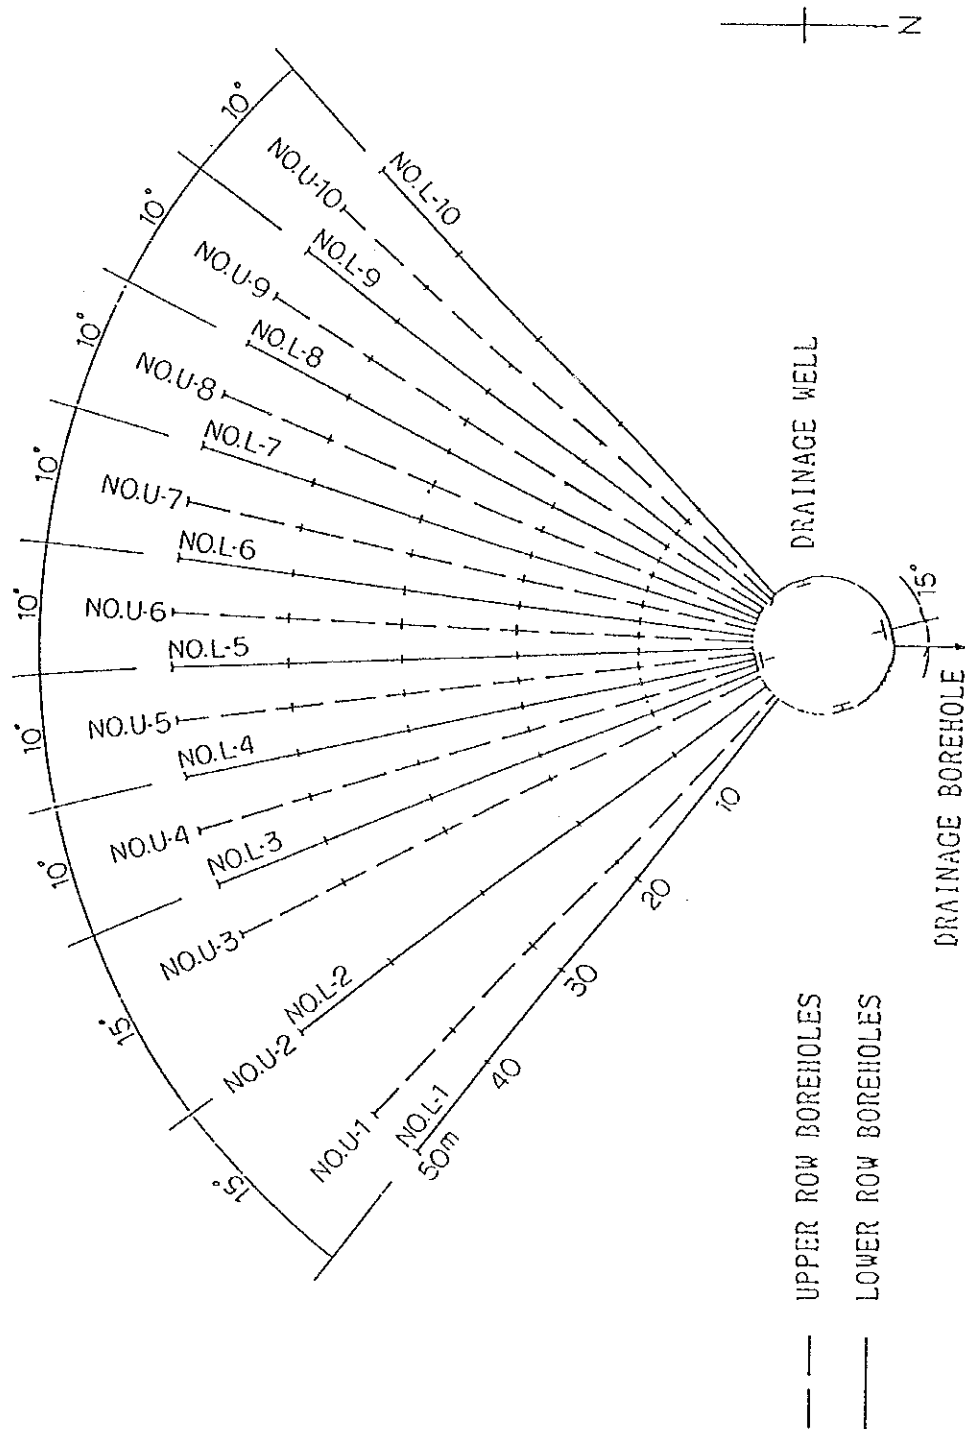 N
10°
10°
10°
10°
10°
10°
10°
15°
15°
NO.U-10
NO.L-10
NO.U-9
NO.L-9
NO.U-8
NO.L-8
NO.U-7
NO.L-7
NO.U-6
NO.L-6
NO.U-5
NO.L-5
NO.U-4
NO.L-4
NO.U-3
NO.L-3
NO.U-2
NO.L-2
NO.U-1
NO.L-1
50m
40
30
20
10
DRAINAGE WELL
15°
DRAINAGE BOREHOLE
UPPER ROW BOREHOLES
LOWER ROW BOREHOLES